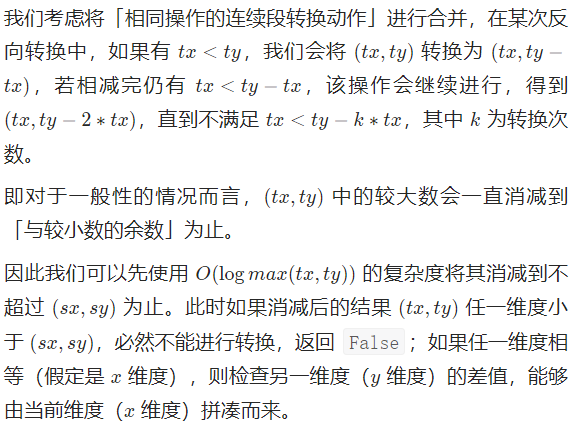 我们考虑将「相同操作的连续段转换动作」进行合并，在某次反
向转换中，如果有 tx < ty，我们会将 (tx, ty) 转换为 (tx, ty −
tx)，若相减完仍有 tx < ty − tx，该操作会继续进行，得到
(tx, ty − 2 ∗ tx)，直到不满足 tx < ty − k ∗ tx，其中 k 为转换次
数。
即对于一般性的情况而言，(tx, ty) 中的较大数会一直消减到
「与较小数的余数」为止。
因此我们可以先使用 O(log max(tx, ty)) 的复杂度将其消减到不
超过 (sx, sy) 为止。此时如果消减后的结果 (tx, ty) 任一维度小
于 (sx, sy)，必然不能进行转换，返回 False；如果任一维度相
等（假定是 x 维度），则检查另一维度（y 维度）的差值，能够
由当前维度（x 维度）拼凑而来。